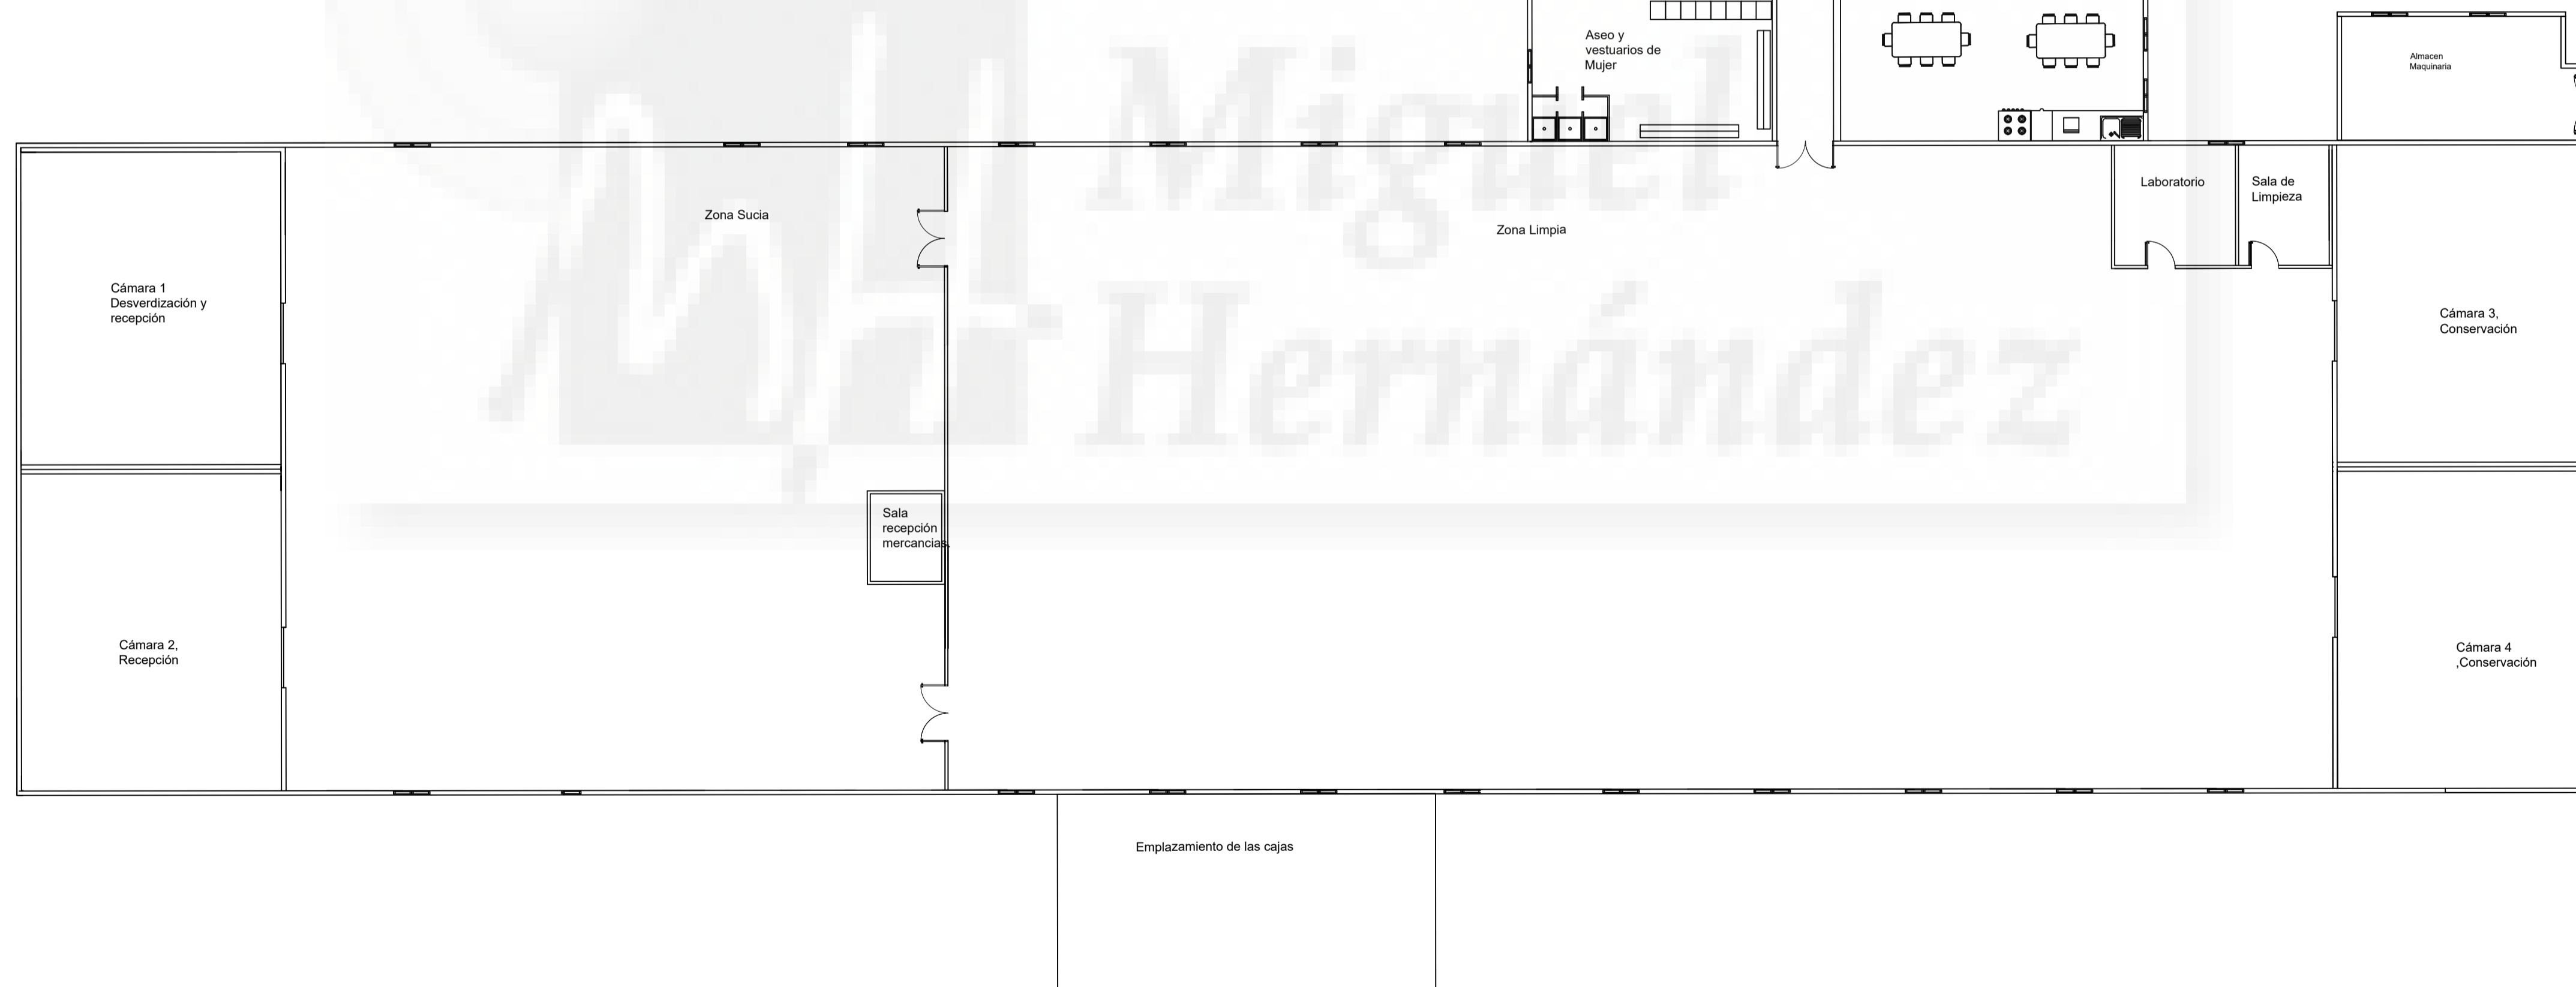 Aseo y
vestuarios de
Mujer
Almacen
Maquinaria
Laboratorio
Sala de
Limpieza
Zona Sucia
Zona Limpia
Cámara 1
Desverdización y
recepción
Cámara 3,
Conservación
Sala
recepción
mercancias,
Cámara 2,
Recepción
Cámara 4
,Conservación
Emplazamiento de las cajas
Miguel
Hernández